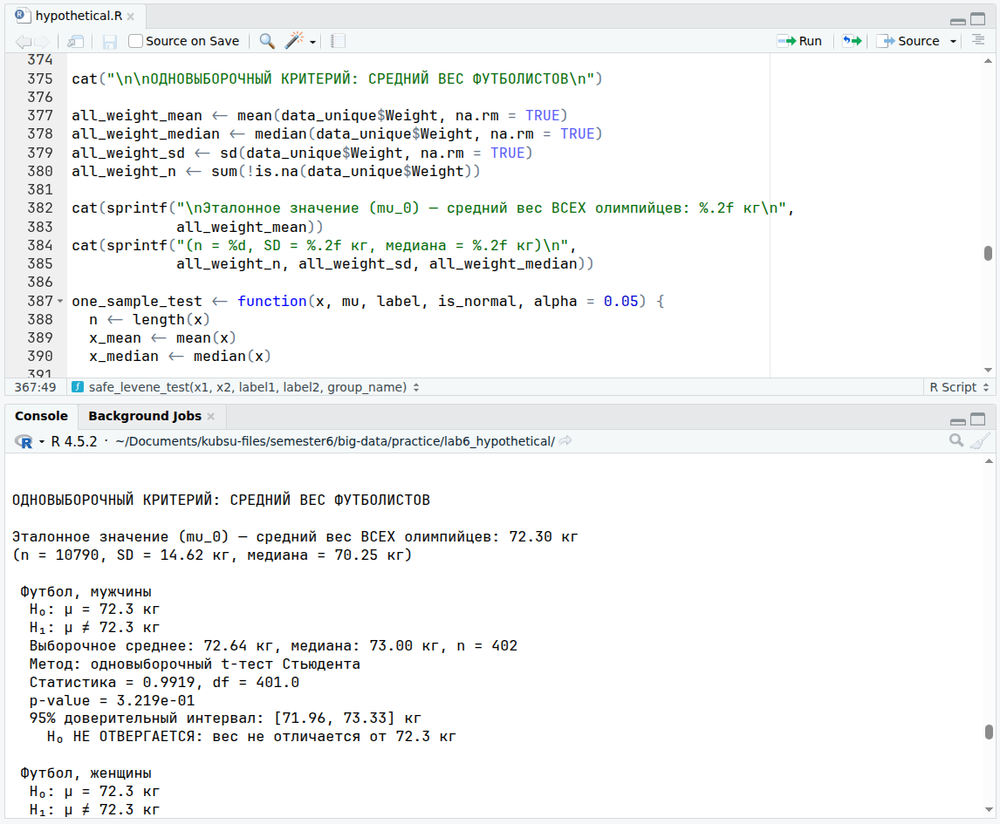 hypothetical.R
Source on Save
Run
Source
374
375 cat("\n\nОДНОВЫБОРОЧНЫЙ КРИТЕРИЙ: СРЕДНИЙ ВЕС ФУТБОЛИСТОВ\n")
376
377 all_weight_mean <- mean(data_unique$Weight, na.rm = TRUE)
378 all_weight_median <- median(data_unique$Weight, na.rm = TRUE)
379 all_weight_sd <- sd(data_unique$Weight, na.rm = TRUE)
380 all_weight_n <- sum(!is.na(data_unique$Weight))
381
382 cat(sprintf("\nЭталонное значение (mu_0) — средний вес ВСЕХ олимпийцев: %.2f кг\n",
383 all_weight_mean))
384 cat(sprintf("(n = %d, SD = %.2f кг, медиана = %.2f кг)\n",
385 all_weight_n, all_weight_sd, all_weight_median))
386
387 one_sample_test <- function(x, mu, label, is_normal, alpha = 0.05) {
388 n <- length(x)
389 x_mean <- mean(x)
390 x_median <- median(x)
391
367:49 safe_levene_test(x1, x2, label1, label2, group_name) R Script
Console Background Jobs
R 4.5.2 · ~/Documents/kubsu-files/semester6/big-data/practice/lab6_hypothetical/
ОДНОВЫБОРОЧНЫЙ КРИТЕРИЙ: СРЕДНИЙ ВЕС ФУТБОЛИСТОВ
Эталонное значение (mu_0) — средний вес ВСЕХ олимпийцев: 72.30 кг
(n = 10790, SD = 14.62 кг, медиана = 70.25 кг)
Футбол, мужчины
H₀: μ = 72.3 кг
H₁: μ ≠ 72.3 кг
Выборочное среднее: 72.64 кг, медиана: 73.00 кг, n = 402
Метод: одновыборочный t-тест Стьюдента
Статистика = 0.9919, df = 401.0
p-value = 3.219e-01
95% доверительный интервал: [71.96, 73.33] кг
H₀ НЕ ОТВЕРГАЕТСЯ: вес не отличается от 72.3 кг
Футбол, женщины
H₀: μ = 72.3 кг
H₁: μ ≠ 72.3 кг